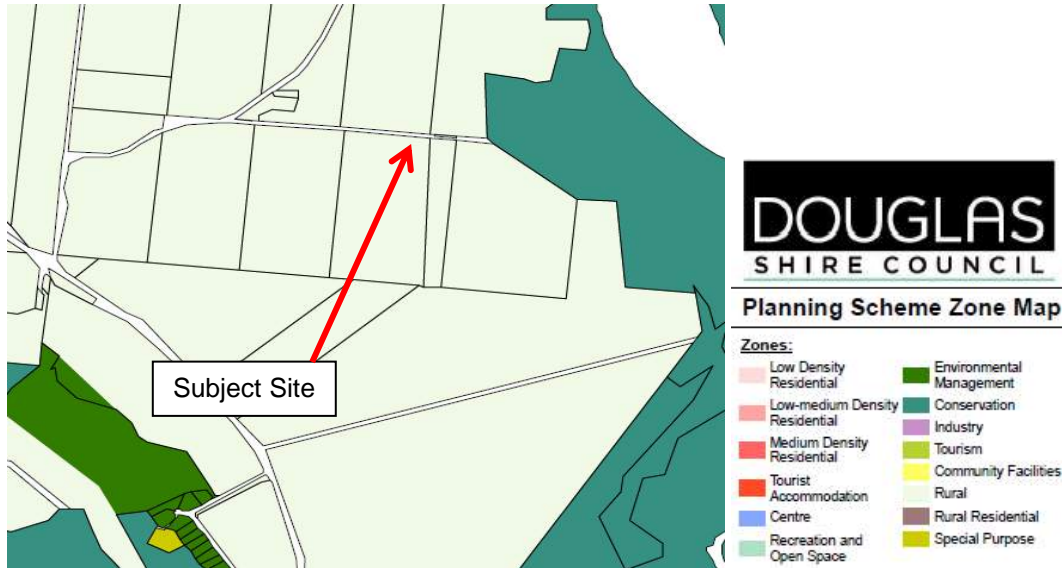 Subject Site
DOUGLAS
SHIRE COUNCIL
Planning Scheme Zone Map
Zones:
Low Density
Residential
Low-medium Density
Residential
Medium Density
Residential
Tourist
Accommodation
Centre
Recreation and
Open Space
Environmental
Management
Conservation
Industry
Tourism
Community Facilities
Rural
Rural Residential
Special Purpose